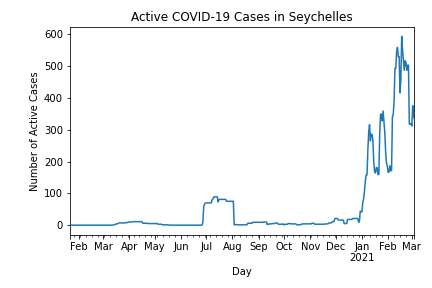 Active COVID-19 Cases in Seychelles
600
500
400
300
200
100
0
Number of Active Cases
Feb Mar Apr May Jun Jul Aug Sep Oct Nov Dec Jan Feb Mar
2021
Day